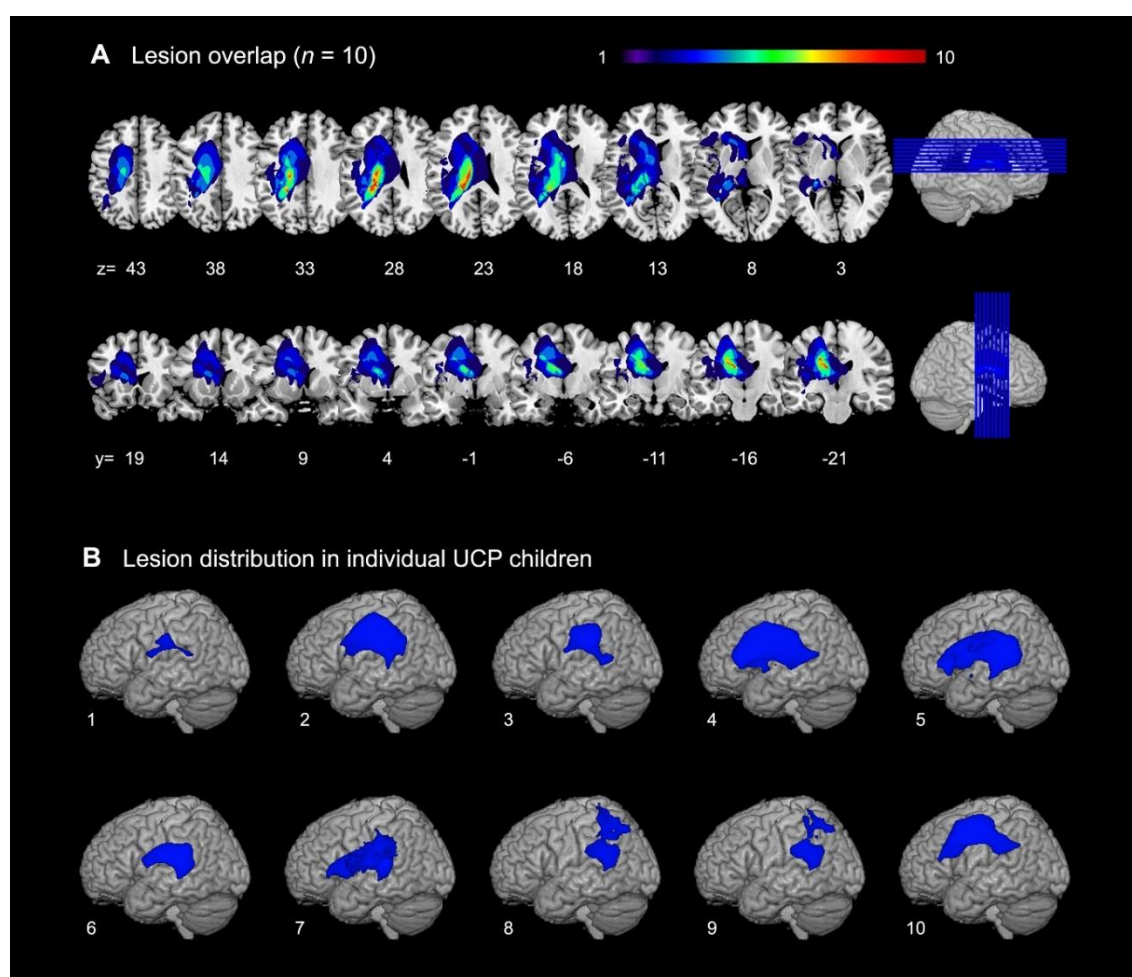 A Lesion overlap (n = 10)
1 10
z= 43 38 33 28 23 18 13 8 3
y= 19 14 9 4 -1 -6 -11 -16 -21
B Lesion distribution in individual UCP children
1 2 3 4 5
6 7 8 9 10